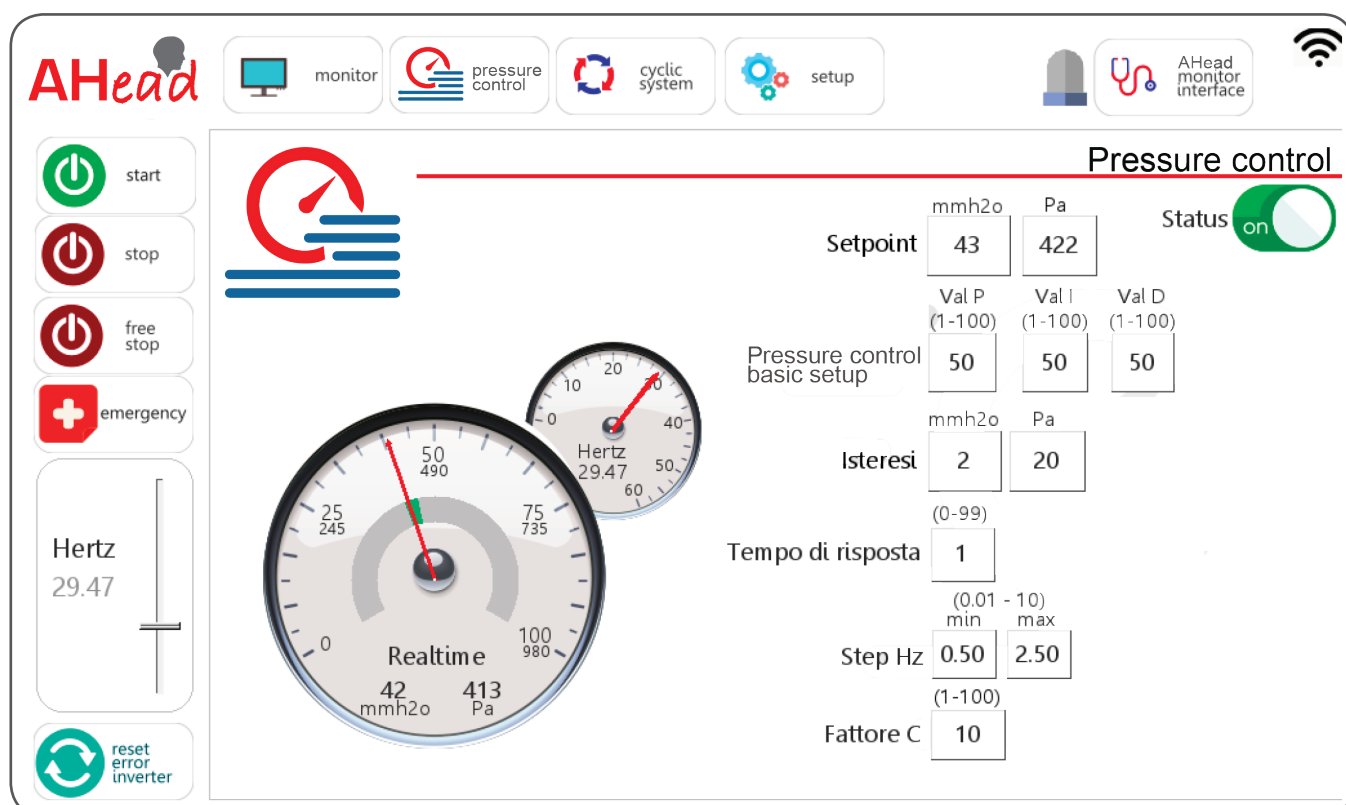 AHead
monitor
pressure
control
cyclic
system
setup
AHead
monitor
interface
start
stop
free
stop
emergency
Hertz
29.47
reset
error
inverter
Pressure control
Status
on
mmh2o Pa
Setpoint 43 422
Val P Val I Val D
(1-100) (1-100) (1-100)
Pressure control
basic setup
50 50 50
mmh2o Pa
Isteresi 2 20
(0-99)
Tempo di risposta 1
(0.01 - 10)
min max
Step Hz 0.50 2.50
(1-100)
Fattore C 10
0
10
20
30
40
50
60
Hertz
29.47
0
25
245
50
490
75
735
100
980
Realtime
42 413
mmh2o Pa